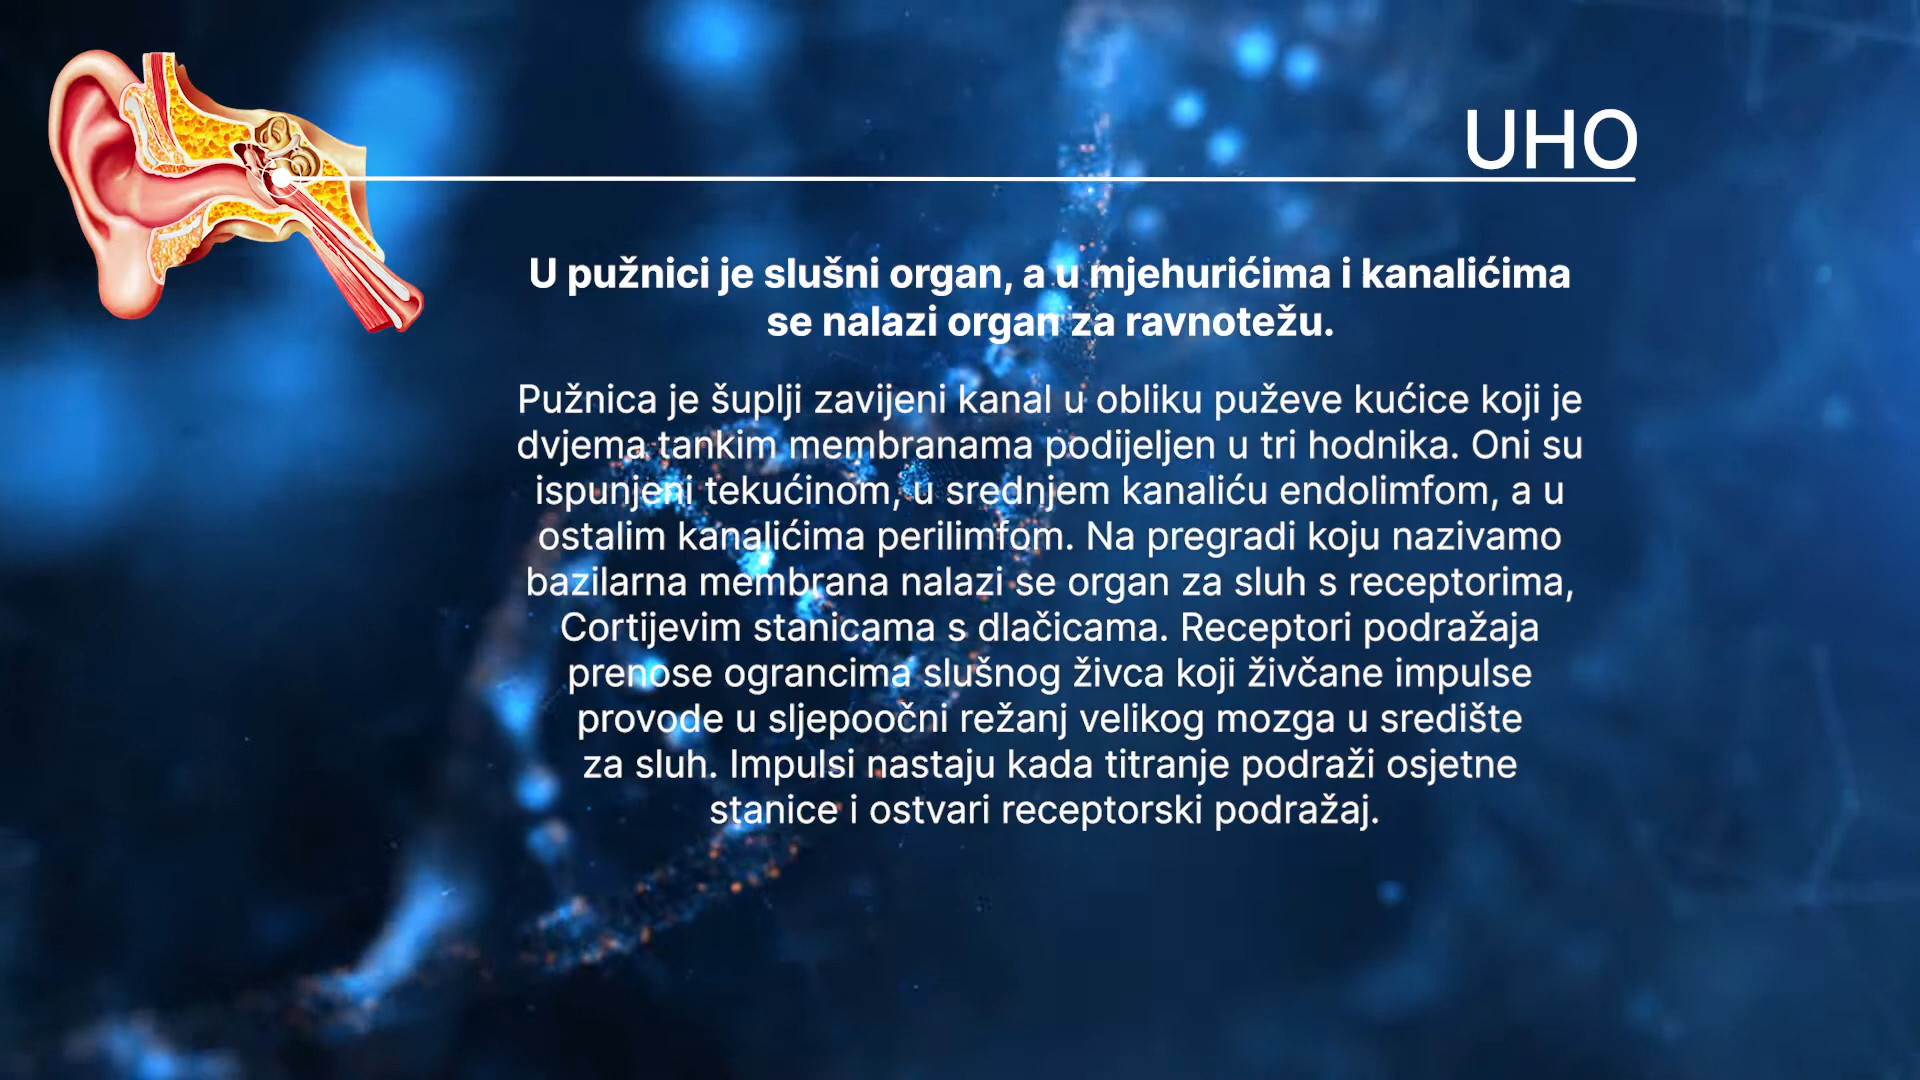 UHO
U pužnici je slušni organ, a u mjehurićima i kanalićima
se nalazi organ za ravnotežu.
Pužnica je šuplji zavijeni kanal u obliku puževe kućice koji je
dvjema tankim membranama podijeljen u tri hodnika. Oni su
ispunjeni tekućinom, u srednjem kanaliću endolimfom, a u
ostalim kanalićima perilimfom. Na pregradi koju nazivamo
bazilarna membrana nalazi se organ za sluh s receptorima,
Cortijevim stanicama s dlačicama. Receptori podražaja
prenose ograncima slušnog živca koji živčane impulse
provode u sljepoočni režanj velikog mozga u središte
za sluh. Impulsi nastaju kada titranje podraži osjetne
stanice i ostvari receptorski podražaj.